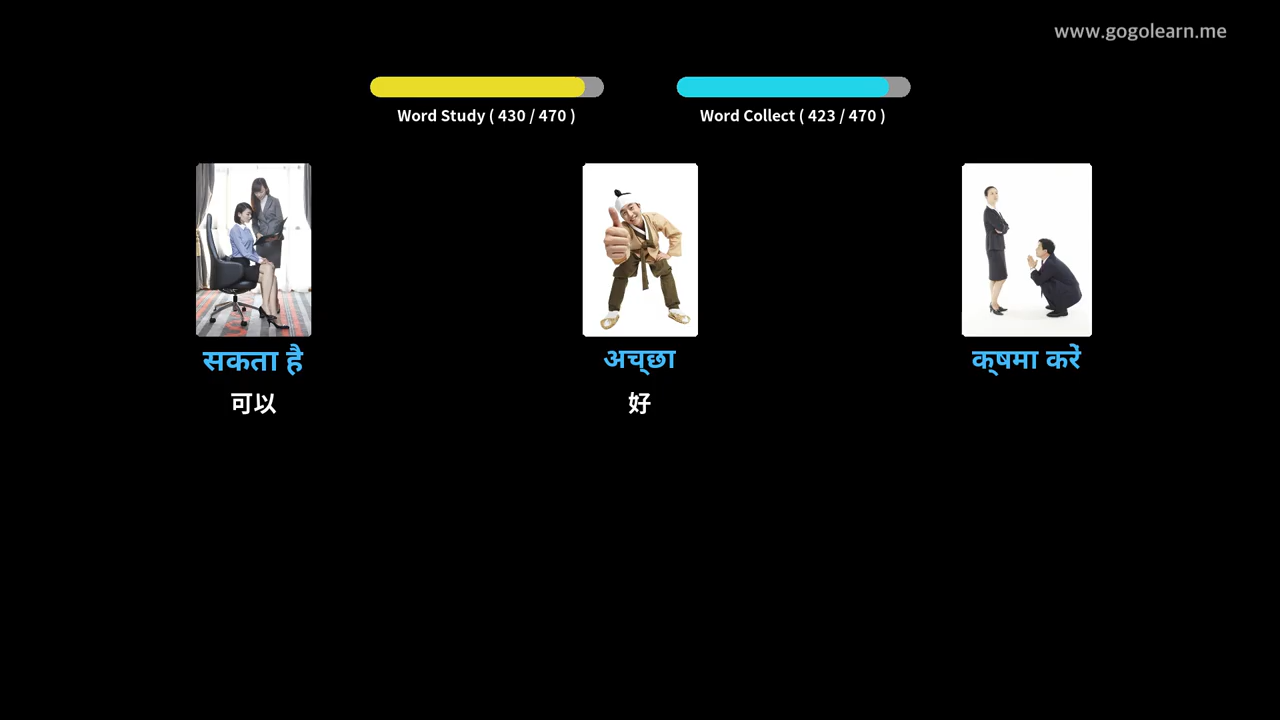 www.gogolearn.me
Word Study ( 430 / 470 )
Word Collect ( 423 / 470 )
सकता है
अच्छा
क्षमा करें
可以
好